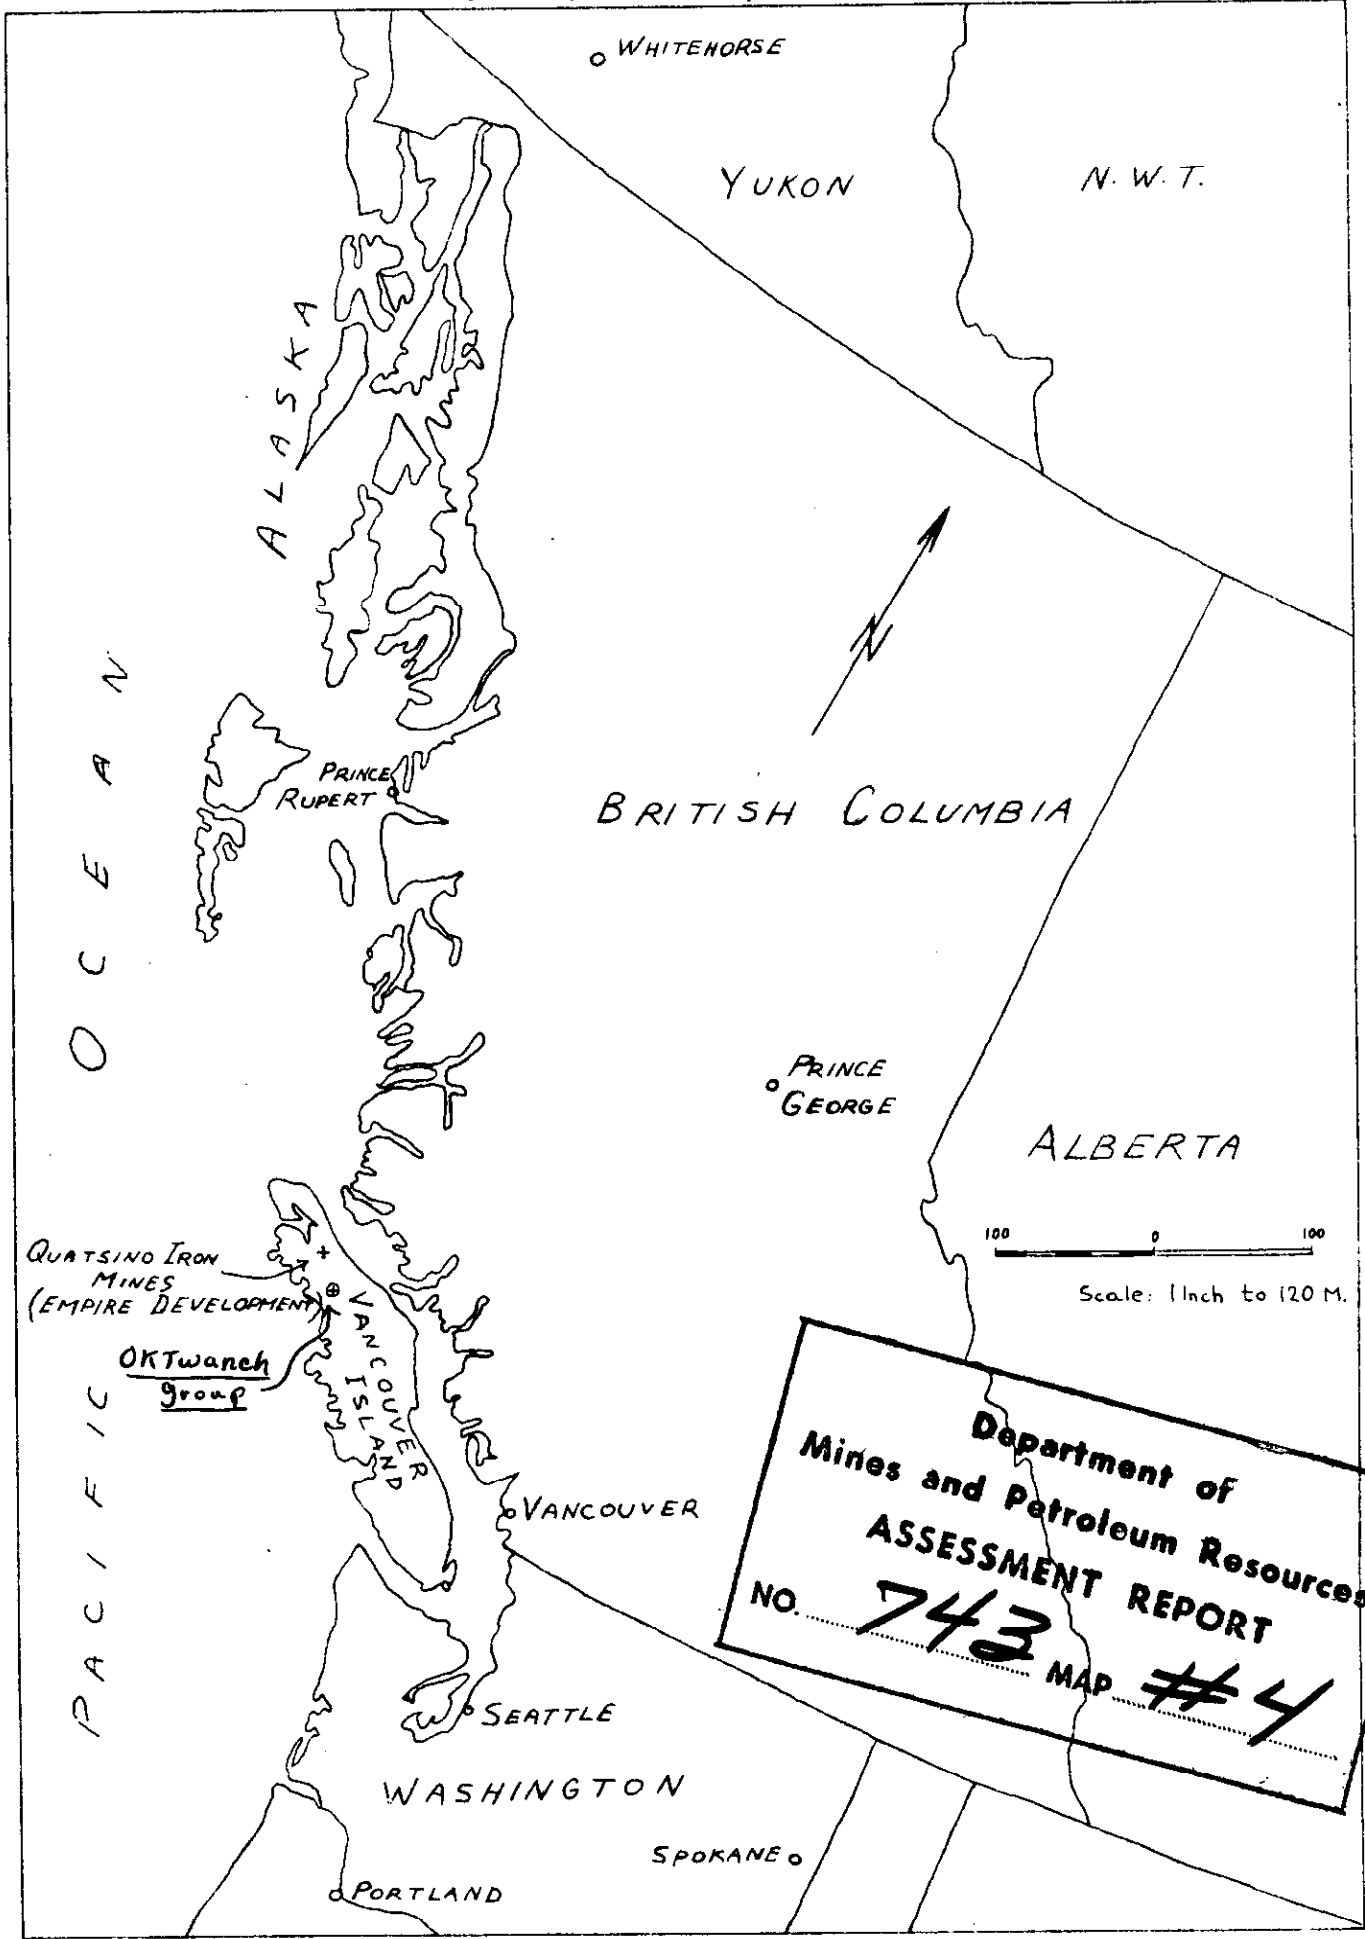 WHITEHORSE
YUKON
N.W.T.
ALASKA
PACIFIC OCEAN
N
PRINCE
RUPERT
BRITISH COLUMBIA
PRINCE
GEORGE
ALBERTA
100 0 100
Scale: 1 Inch to 120 M.
QUATSINO IRON
MINES
(EMPIRE DEVELOPMENT)
OKTwanch
group
VANCOUVER
ISLAND
VANCOUVER
Department of
Mines and Petroleum Resources
ASSESSMENT REPORT
NO. 743 MAP #4
SEATTLE
WASHINGTON
SPOKANE
PORTLAND